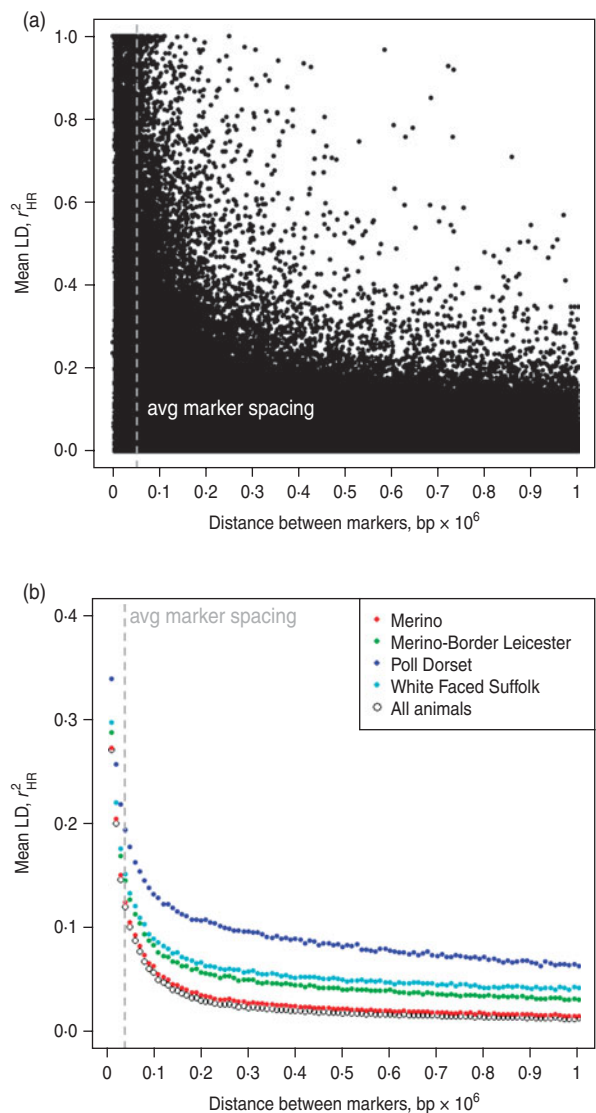 (a)
1·0
0·8
0·6
0·4
0·2
0·0
Mean LD, r²HR
avg marker spacing
0 0·1 0·2 0·3 0·4 0·5 0·6 0·7 0·8 0·9 1
Distance between markers, bp × 10⁶
(b)
0·4
0·3
0·2
0·1
0·0
Mean LD, r²HR
avg marker spacing
Merino
Merino-Border Leicester
Poll Dorset
White Faced Suffolk
All animals
0 0·1 0·2 0·3 0·4 0·5 0·6 0·7 0·8 0·9 1
Distance between markers, bp × 10⁶